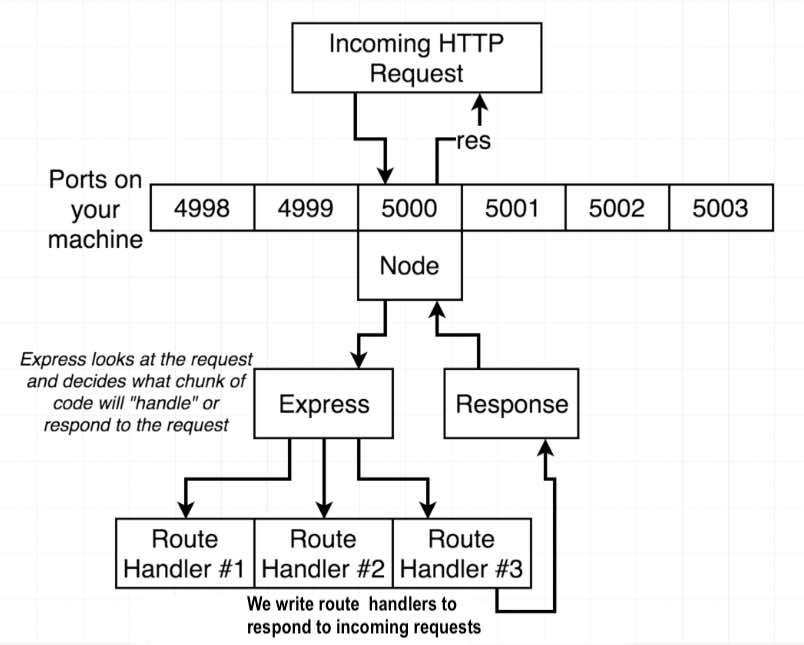 Incoming HTTP
Request
res
Ports on
your
machine
4998 4999 5000 5001 5002 5003
Node
Express looks at the request
and decides what chunk of
code will "handle" or
respond to the request
Express
Response
Route
Handler #1
Route
Handler #2
Route
Handler #3
We write route handlers to
respond to incoming requests